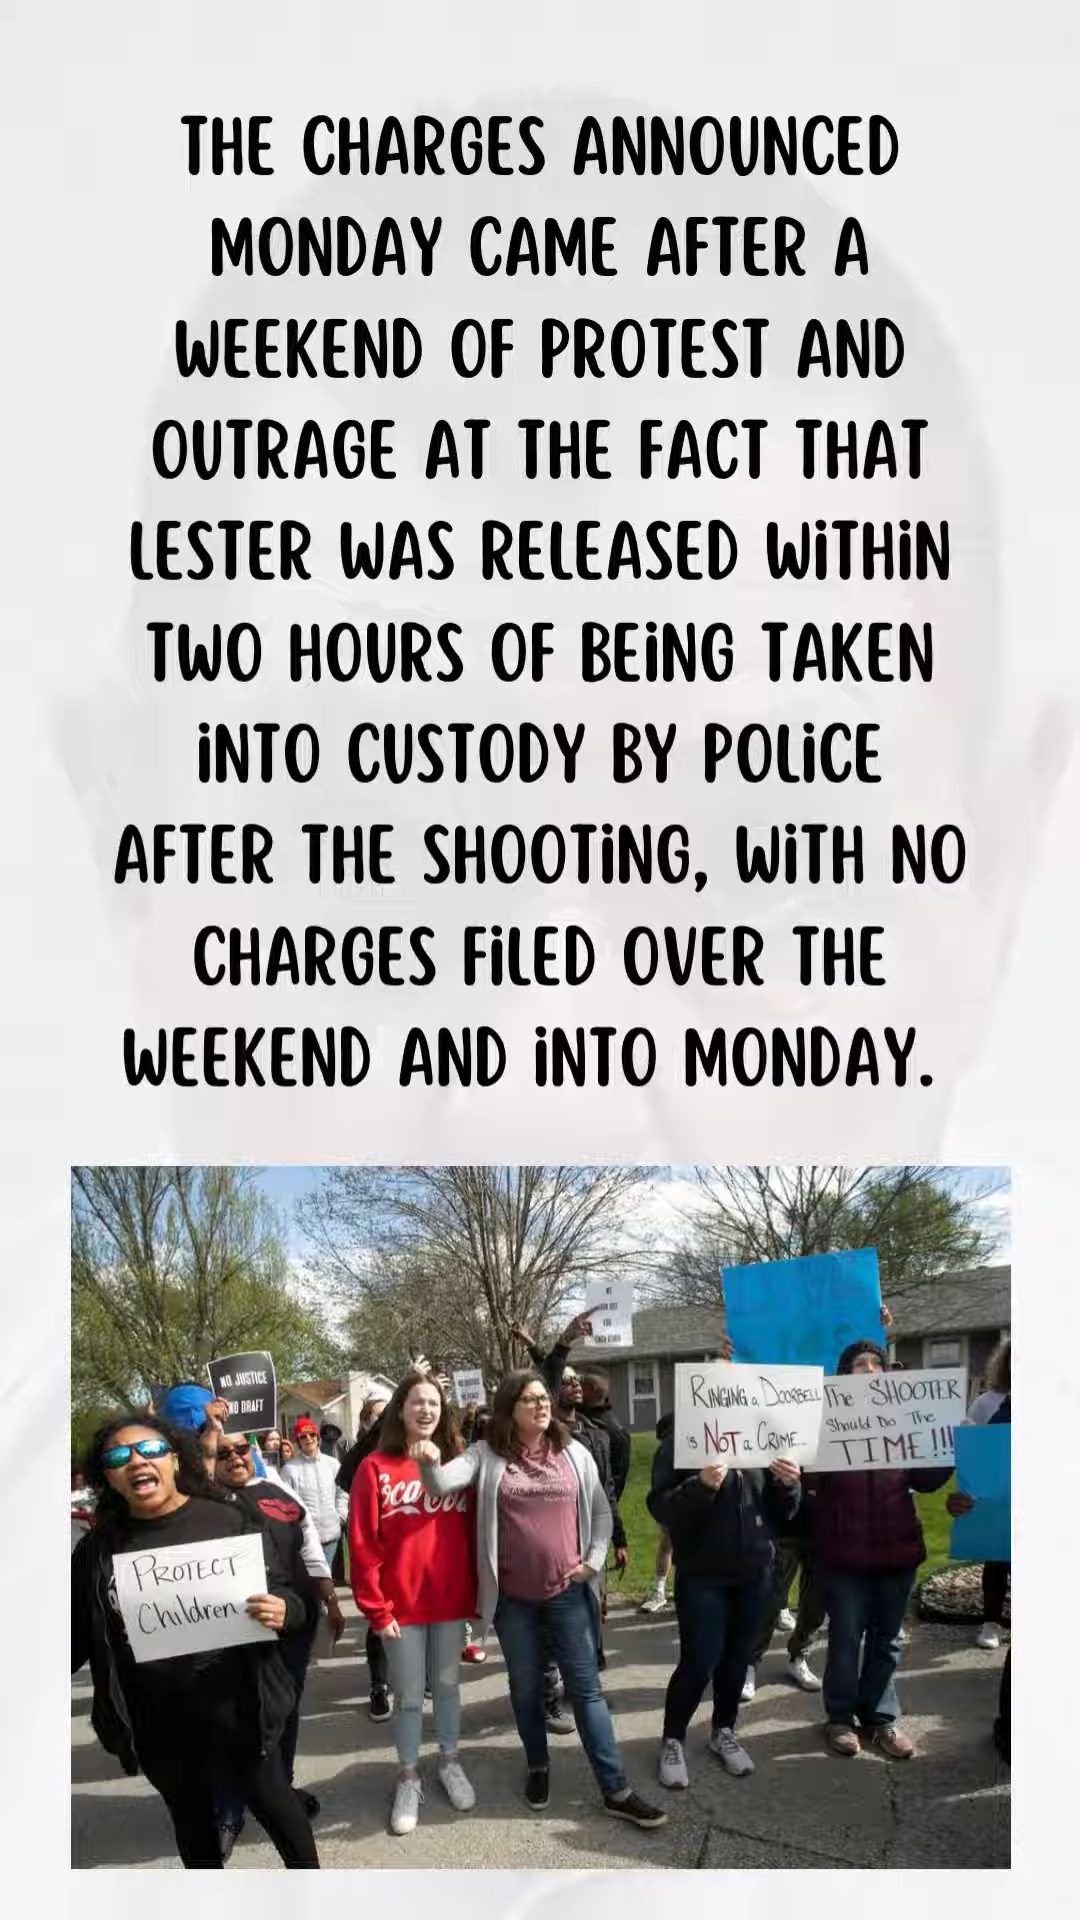 THE CHARGES ANNOUNCED
MONDAY CAME AFTER A
WEEKEND OF PROTEST AND
OUTRAGE AT THE FACT THAT
LESTER WAS RELEASED WiTHiN
TWO HOURS OF BEiNG TAKEN
iNTO CUSTODY BY POLiCE
AFTER THE SHOOTiNG, WiTH NO
CHARGES FiLED OVER THE
WEEKEND AND iNTO MONDAY.
NO JUSTICE
NO DRAFT
RINGING a DOORBELL
is NOT a CRIME...
The SHOOTER
Should Do The
TIME!!!
Coca-Cola
PROTECT
Children